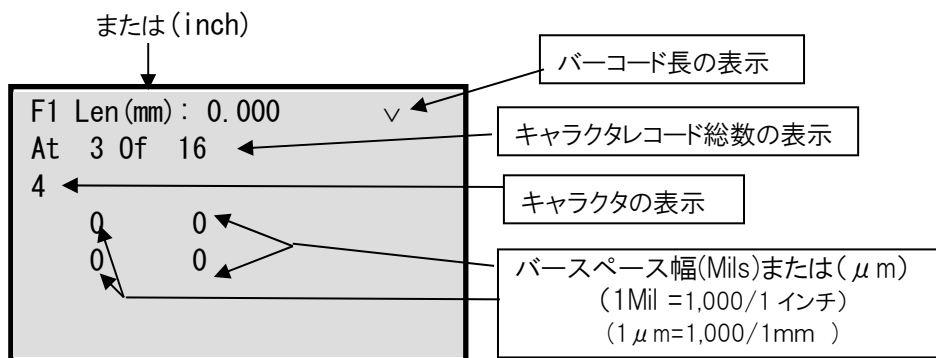 または(inch)
バーコード長の表示
F1 Len(mm): 0.000 ∨
At 3 Of 16
キャラクタレコード総数の表示
4
キャラクタの表示
0 0
0 0
バースペース幅(Mils)または(μm)
(1Mil =1,000/1 インチ)
(1μm=1,000/1mm )